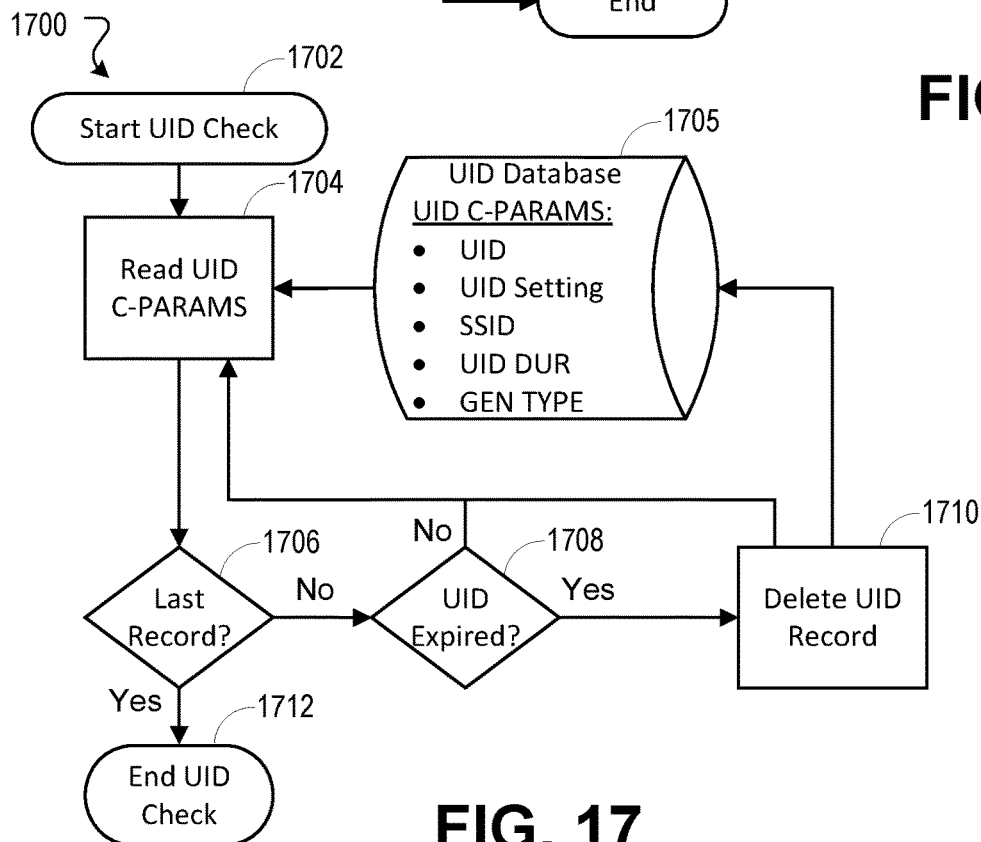 End
1700
1702
FIG
Start UID Check
1705
1704
UID Database
UID C-PARAMS:
Read UID
C-PARAMS
• UID
• UID Setting
• SSID
• UID DUR
• GEN TYPE
1706
No
1708
1710
Last
Record?
No
UID
Expired?
Yes
Delete UID
Record
Yes
1712
End UID
Check
FIG. 17